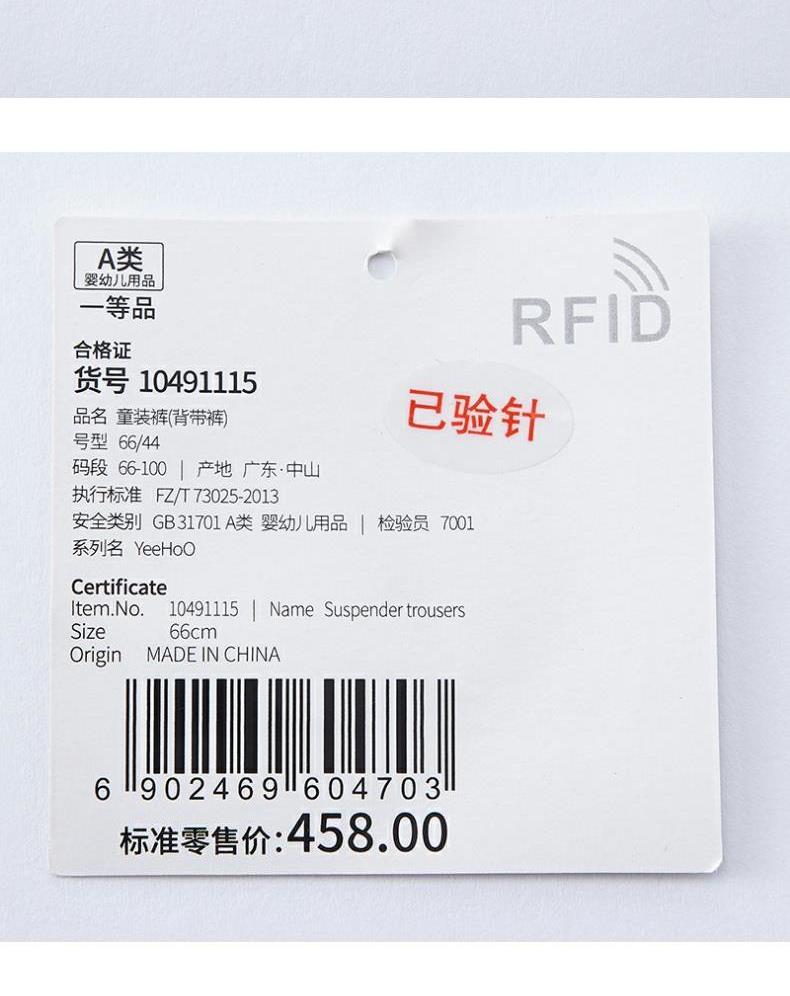 A类
婴幼儿用品
一等品
RFID
合格证
货号 10491115
已验针
品名 童装裤(背带裤)
号型 66/44
码段 66-100 | 产地 广东·中山
执行标准 FZ/T 73025-2013
安全类别 GB 31701 A类 婴幼儿用品 | 检验员 7001
系列名 YeeHoO
Certificate
Item.No. 10491115 | Name Suspender trousers
Size 66cm
Origin MADE IN CHINA
6 902469 604703
标准零售价:458.00